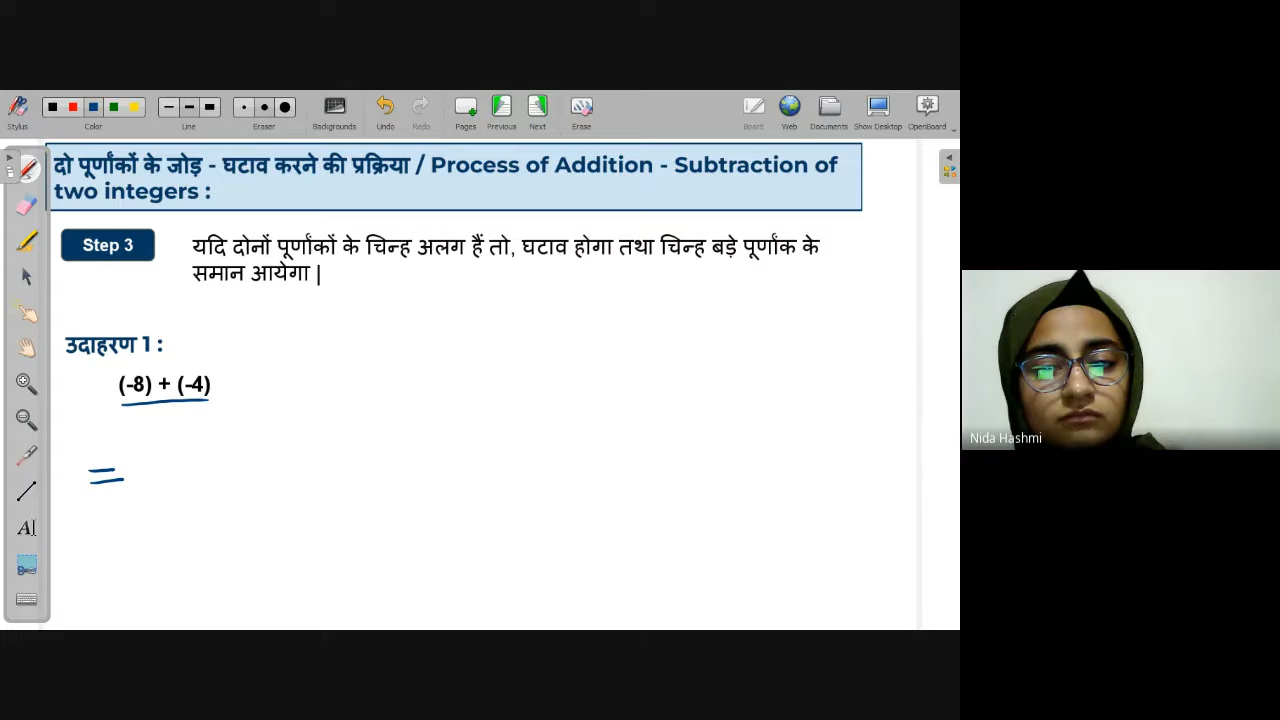 Stylus
Color
Line
Eraser
Backgrounds
Undo
Redo
Pages
Previous
Next
Erase
Board
Web
Documents
Show Desktop
OpenBoard
दो पूर्णांकों के जोड़ - घटाव करने की प्रक्रिया / Process of Addition - Subtraction of
two integers :
Step 3
यदि दोनों पूर्णांकों के चिन्ह अलग हैं तो, घटाव होगा तथा चिन्ह बड़े पूर्णांक के
समान आयेगा |
उदाहरण 1 :
(-8) + (-4)
=
Nida Hashmi